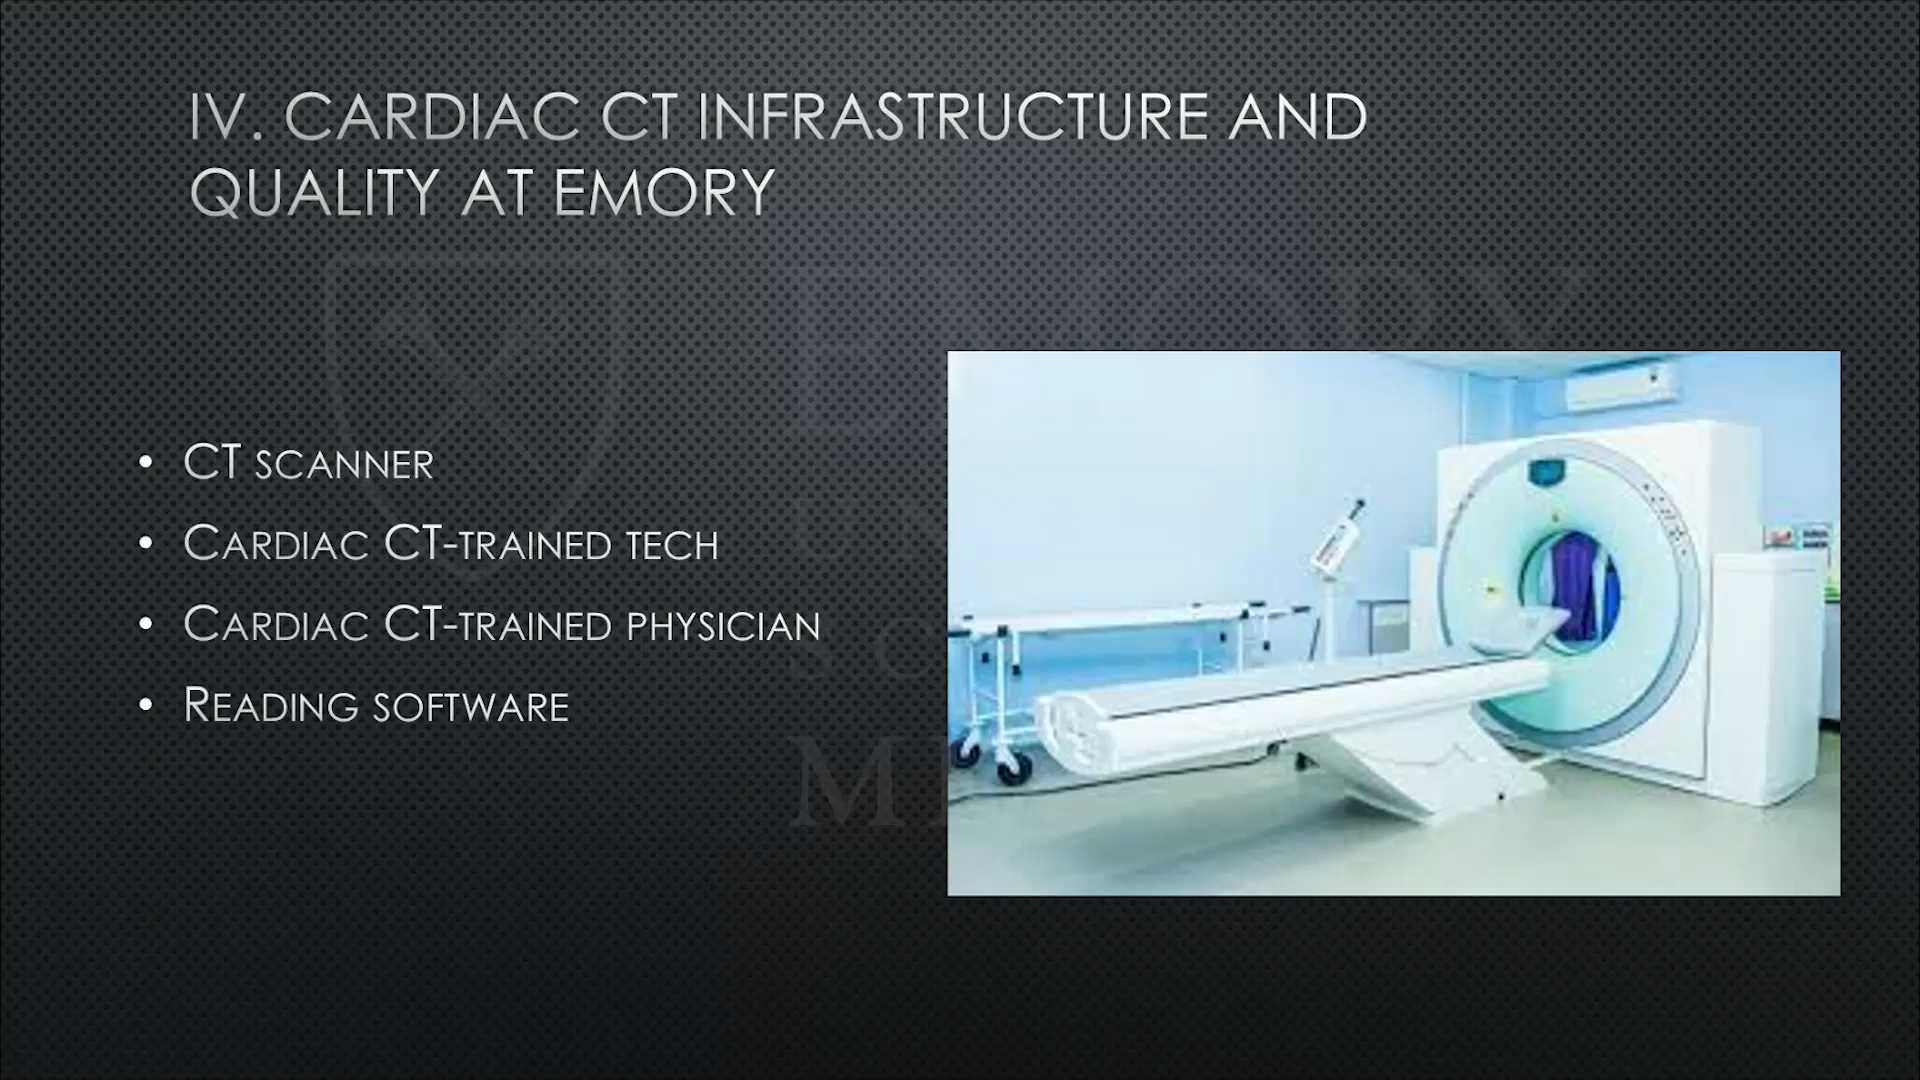 IV. CARDIAC CT INFRASTRUCTURE AND
QUALITY AT EMORY
• CT SCANNER
• CARDIAC CT-TRAINED TECH
• CARDIAC CT-TRAINED PHYSICIAN
• READING SOFTWARE